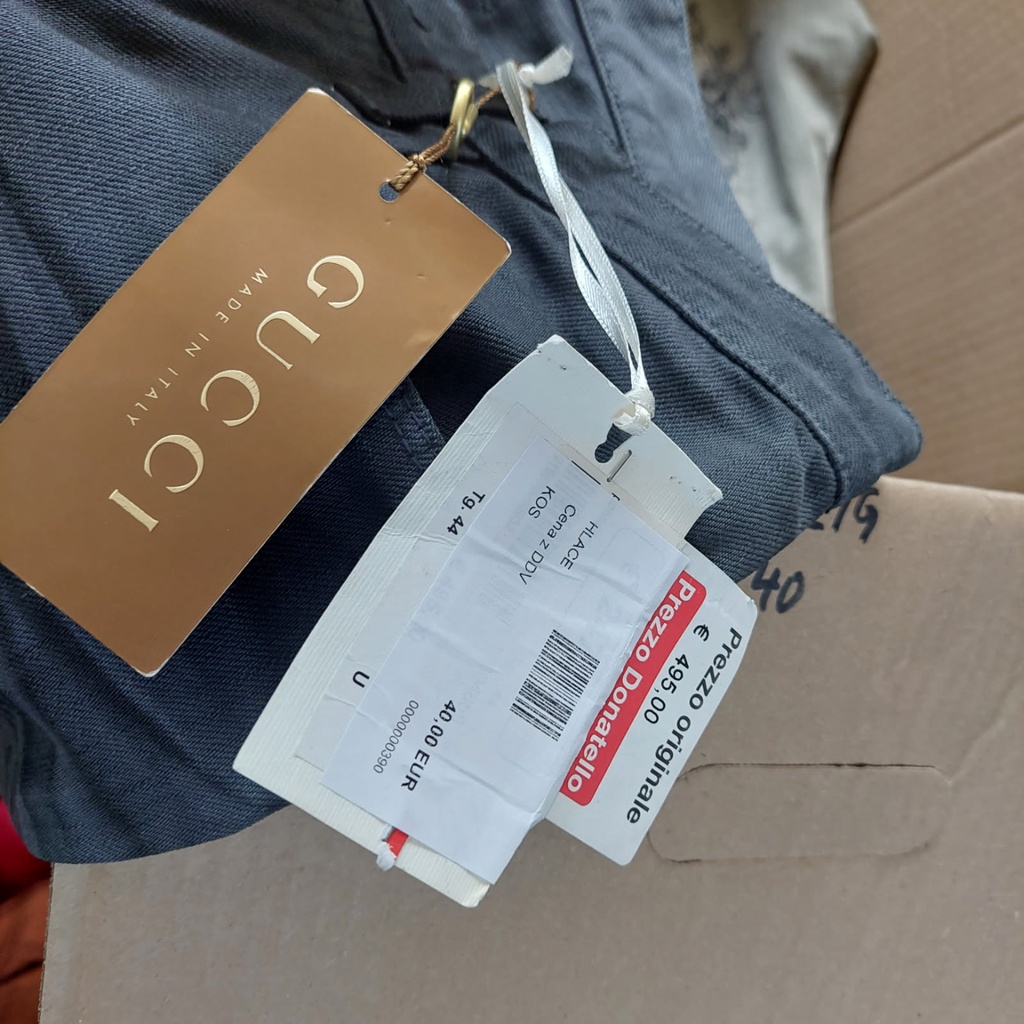 GUCCI
MADE IN ITALY
Tg. 44
U
HLACE
Cena z DDV
KOS
40,00 EUR
0000000390
Prezzo originale
€ 495,00
Prezzo Donatello
40